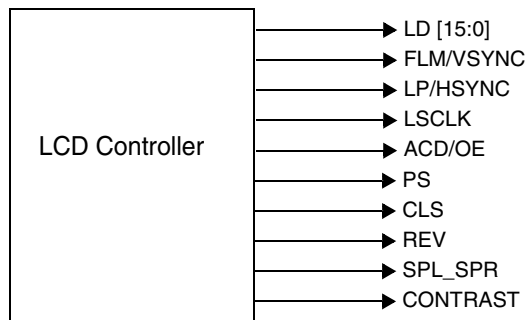 LCD Controller
LD [15:0]
FLM/VSYNC
LP/HSYNC
LSCLK
ACD/OE
PS
CLS
REV
SPL_SPR
CONTRAST